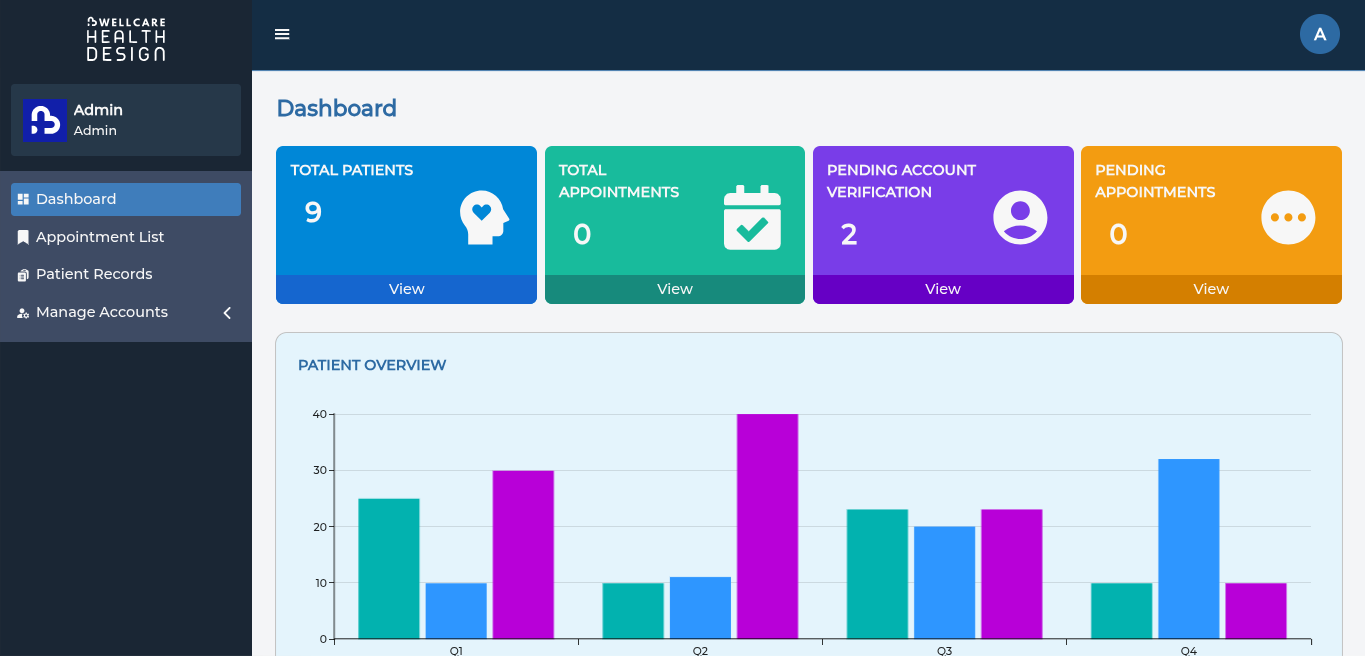 WELLCARE
HEALTH
DESIGN
A
Admin
Admin
Dashboard
Appointment List
Patient Records
Manage Accounts
Dashboard
TOTAL PATIENTS
9
View
TOTAL
APPOINTMENTS
0
View
PENDING ACCOUNT
VERIFICATION
2
View
PENDING
APPOINTMENTS
0
View
PATIENT OVERVIEW
40
30
20
10
0
Q1 Q2 Q3 Q4